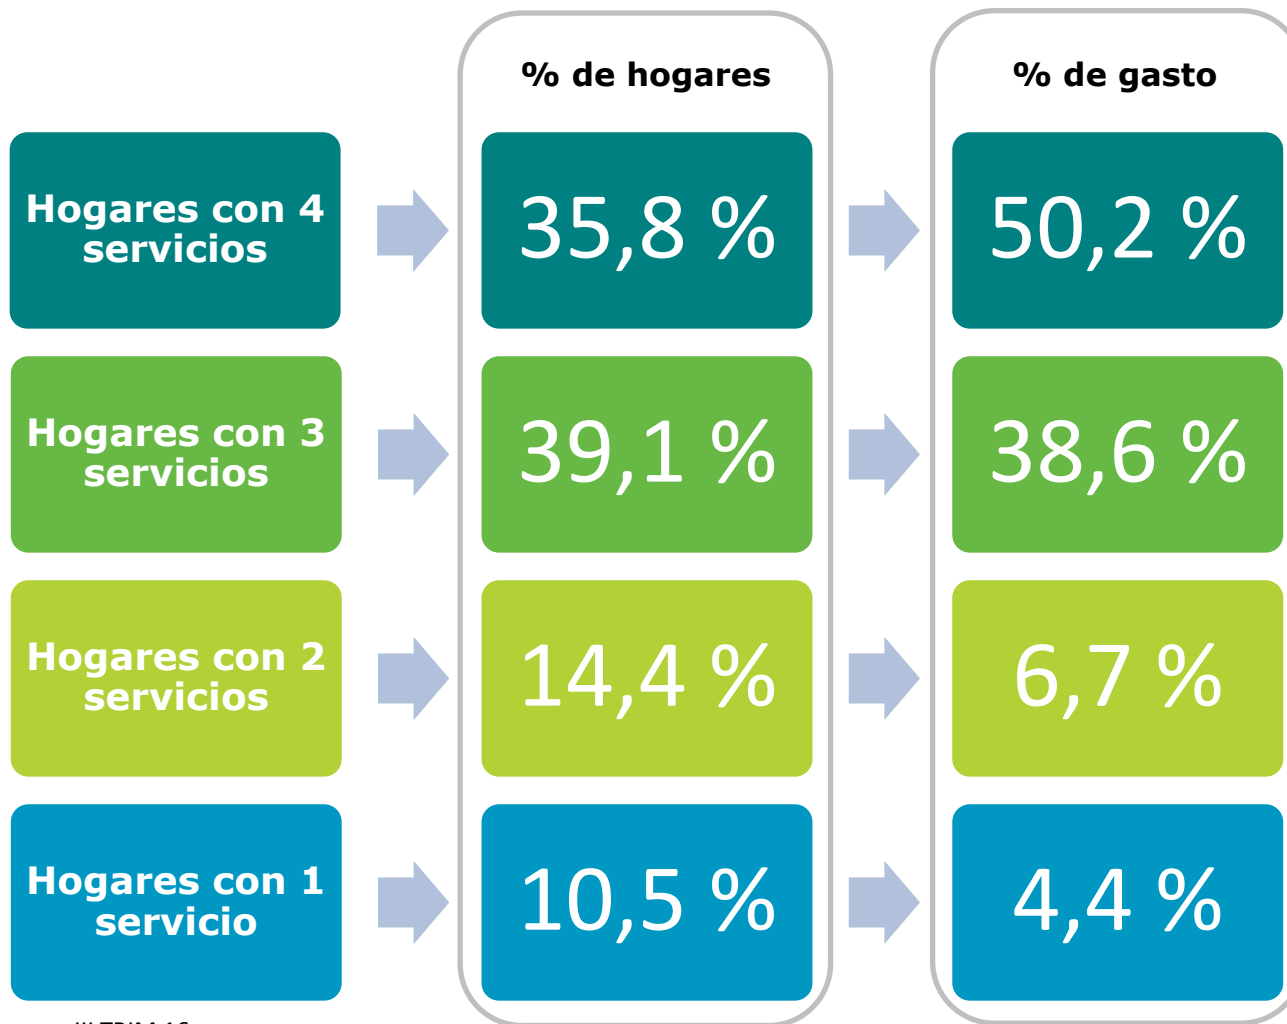 % de hogares
% de gasto
Hogares con 4
servicios
35,8 %
50,2 %
Hogares con 3
servicios
39,1 %
38,6 %
Hogares con 2
servicios
14,4 %
6,7 %
Hogares con 1
servicio
10,5 %
4,4 %